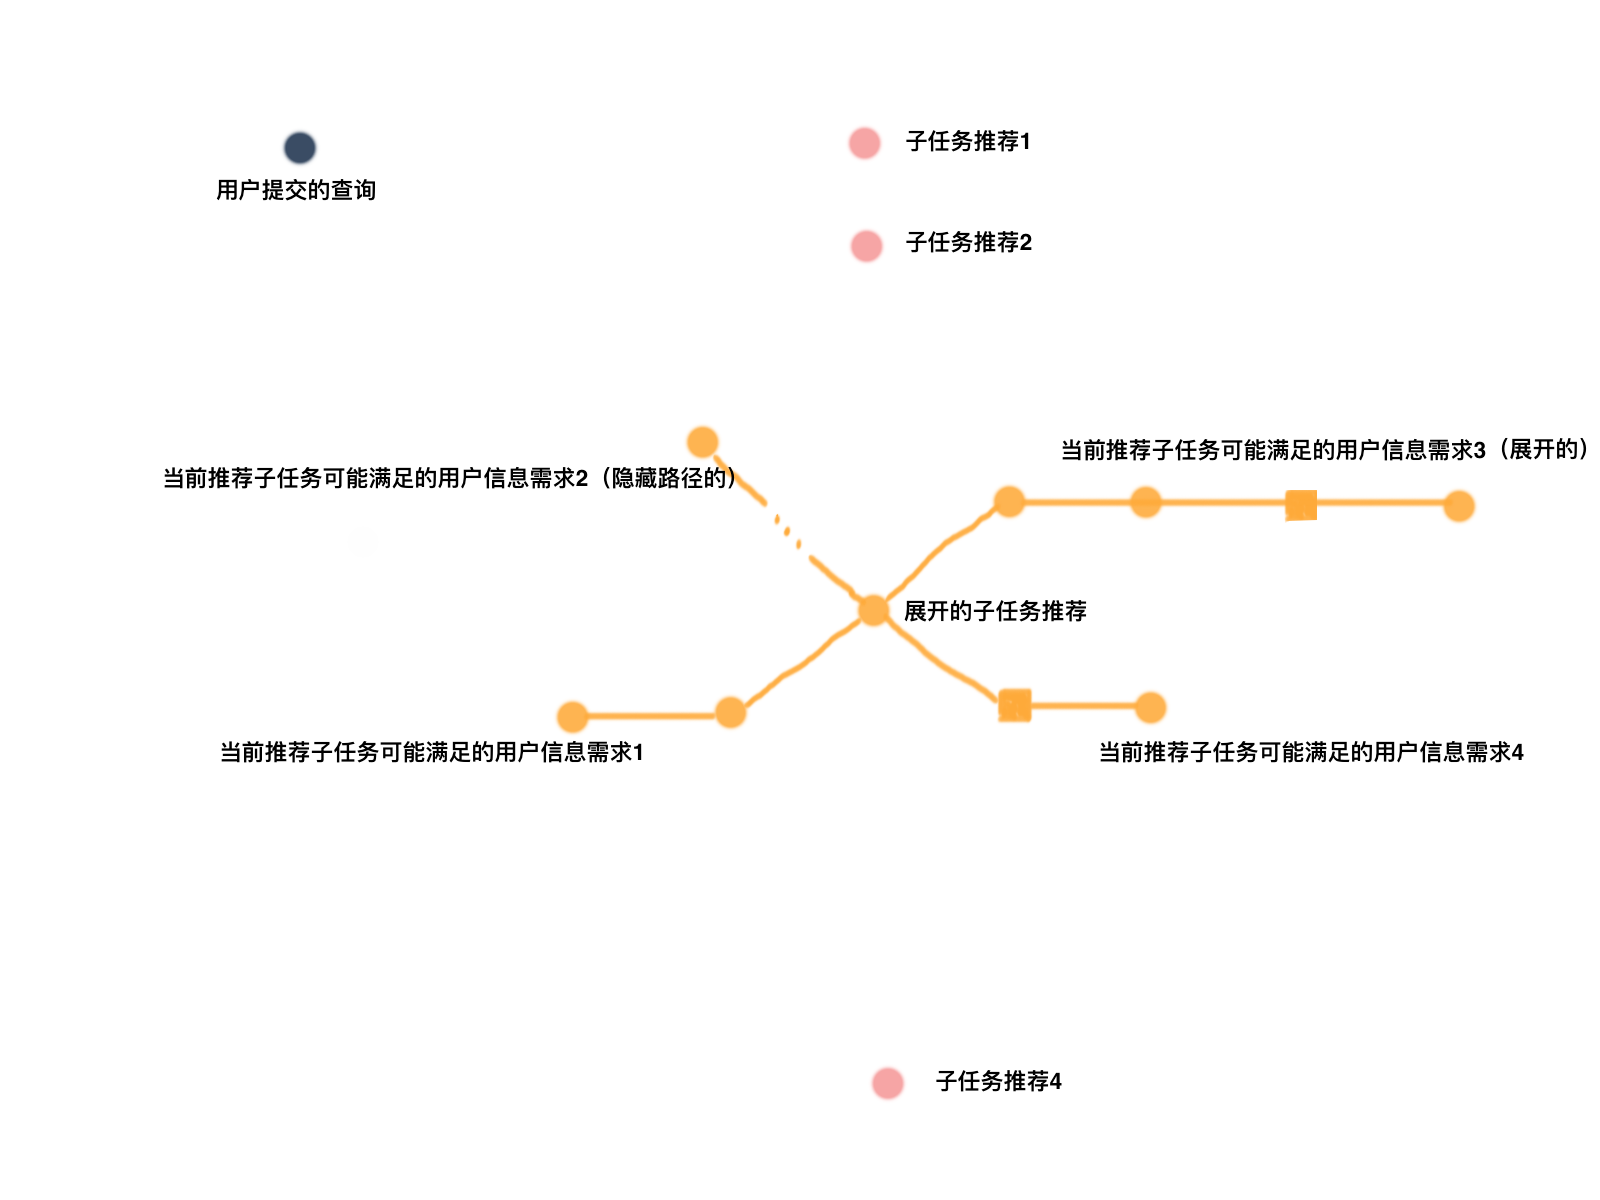 子任务推荐1
用户提交的查询
子任务推荐2
当前推荐子任务可能满足的用户信息需求3（展开的）
当前推荐子任务可能满足的用户信息需求2（隐藏路径的）
展开的子任务推荐
当前推荐子任务可能满足的用户信息需求1
当前推荐子任务可能满足的用户信息需求4
子任务推荐4